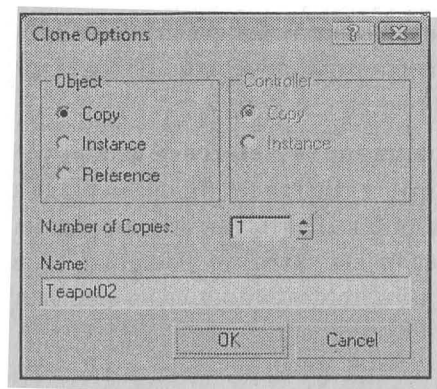 Clone Options
Object
Copy
Instance
Reference
Controller
Copy
Instance
Number of Copies:
1
Name:
Teapot02
OK
Cancel